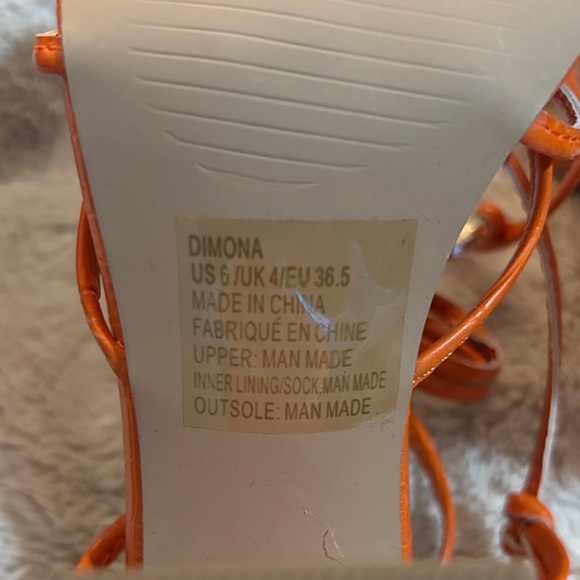 DIMONA
US 6/UK 4/EU 36.5
MADE IN CHINA
FABRIQUÉ EN CHINE
UPPER: MAN MADE
INNER LINING/SOCK:MAN MADE
OUTSOLE: MAN MADE